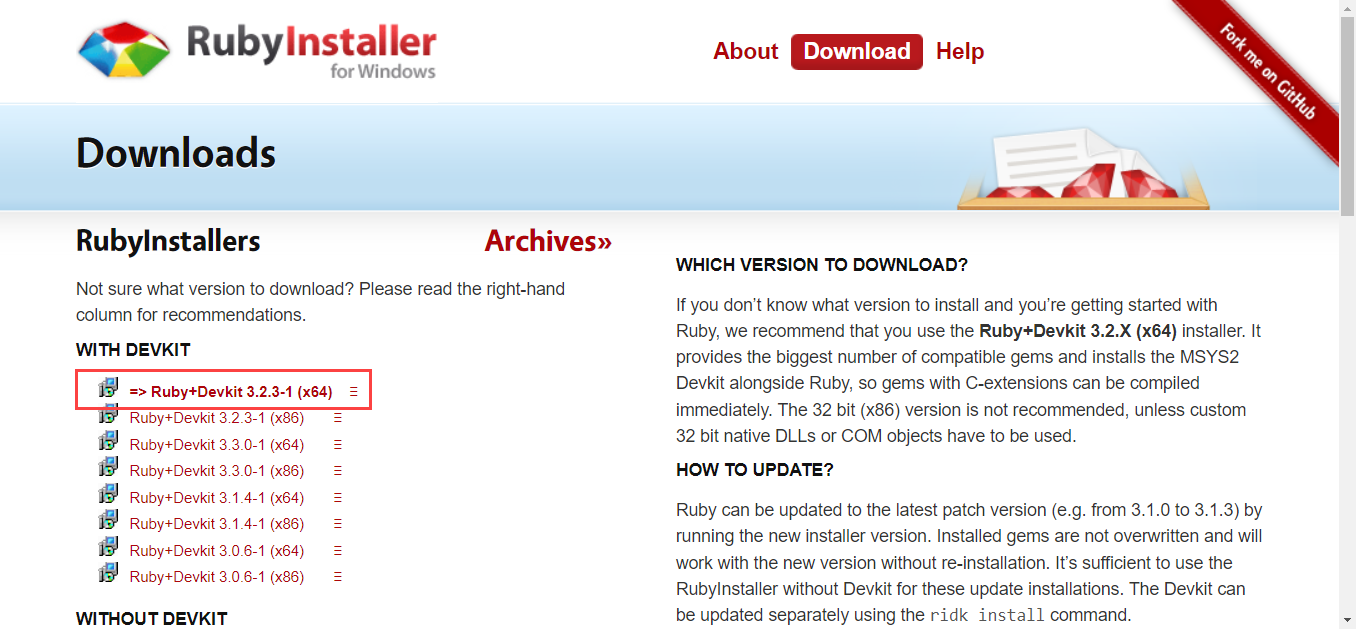 RubyInstaller
for Windows
About Download Help
Fork me on GitHub
Downloads
RubyInstallers
Archives»
Not sure what version to download? Please read the right-hand
column for recommendations.
WITH DEVKIT
=> Ruby+Devkit 3.2.3-1 (x64)
Ruby+Devkit 3.2.3-1 (x86)
Ruby+Devkit 3.3.0-1 (x64)
Ruby+Devkit 3.3.0-1 (x86)
Ruby+Devkit 3.1.4-1 (x64)
Ruby+Devkit 3.1.4-1 (x86)
Ruby+Devkit 3.0.6-1 (x64)
Ruby+Devkit 3.0.6-1 (x86)
WITHOUT DEVKIT
WHICH VERSION TO DOWNLOAD?
If you don’t know what version to install and you’re getting started with
Ruby, we recommend that you use the Ruby+Devkit 3.2.X (x64) installer. It
provides the biggest number of compatible gems and installs the MSYS2
Devkit alongside Ruby, so gems with C-extensions can be compiled
immediately. The 32 bit (x86) version is not recommended, unless custom
32 bit native DLLs or COM objects have to be used.
HOW TO UPDATE?
Ruby can be updated to the latest patch version (e.g. from 3.1.0 to 3.1.3) by
running the new installer version. Installed gems are not overwritten and will
work with the new version without re-installation. It’s sufficient to use the
RubyInstaller without Devkit for these update installations. The Devkit can
be updated separately using the ridk install command.